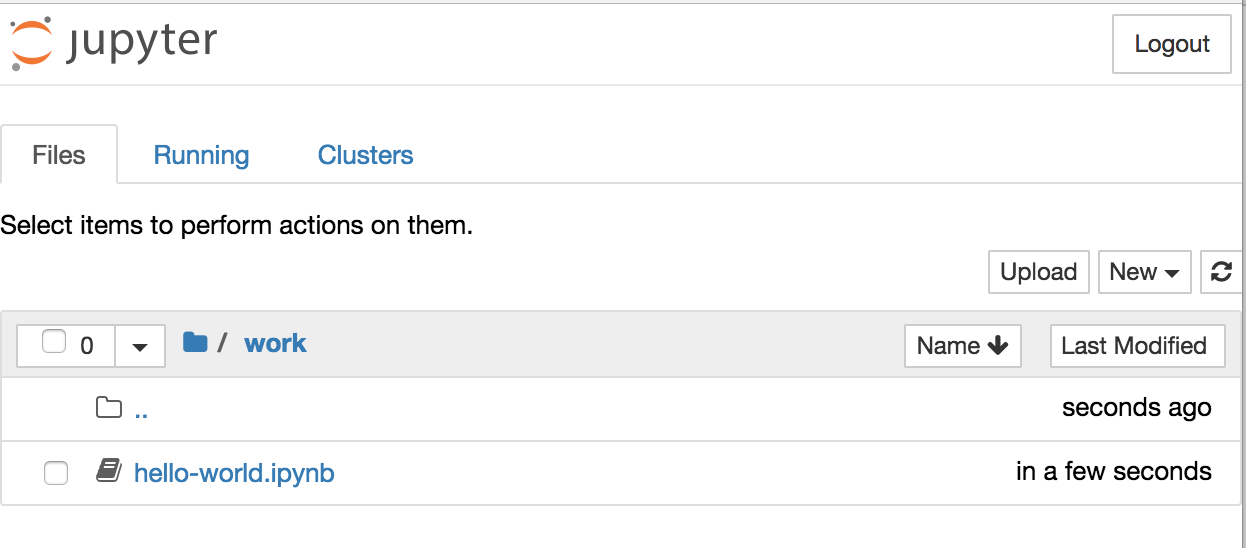 jupyter
Logout
Files Running Clusters
Select items to perform actions on them.
Upload New
0 / work Name Last Modified
.. seconds ago
hello-world.ipynb in a few seconds